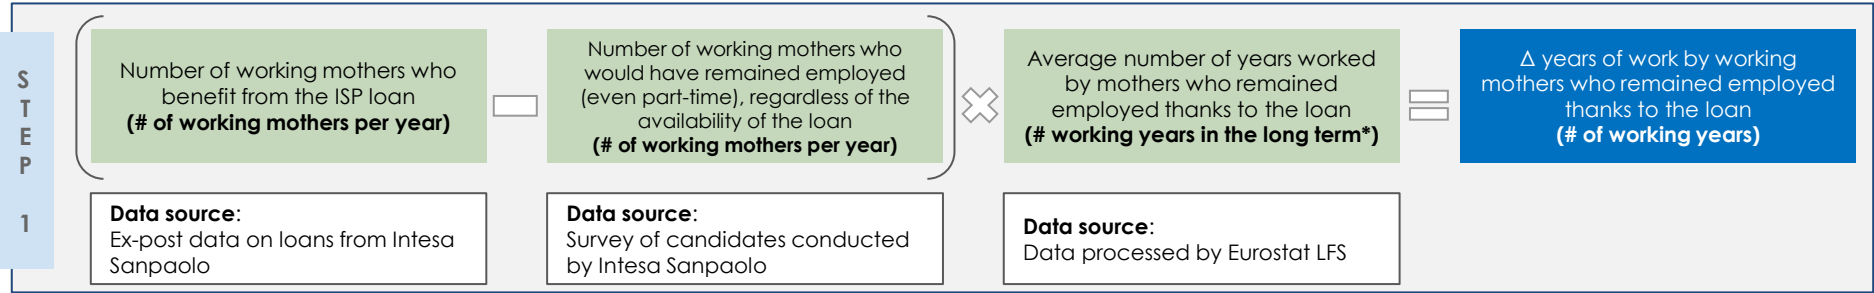 STEP 1
Number of working mothers who
benefit from the ISP loan
(# of working mothers per year)
Number of working mothers who
would have remained employed
(even part-time), regardless of the
availability of the loan
(# of working mothers per year)
Average number of years worked
by mothers who remained
employed thanks to the loan
(# working years in the long term*)
Δ years of work by working
mothers who remained employed
thanks to the loan
(# of working years)
Data source:
Ex-post data on loans from Intesa
Sanpaolo
Data source:
Survey of candidates conducted
by Intesa Sanpaolo
Data source:
Data processed by Eurostat LFS